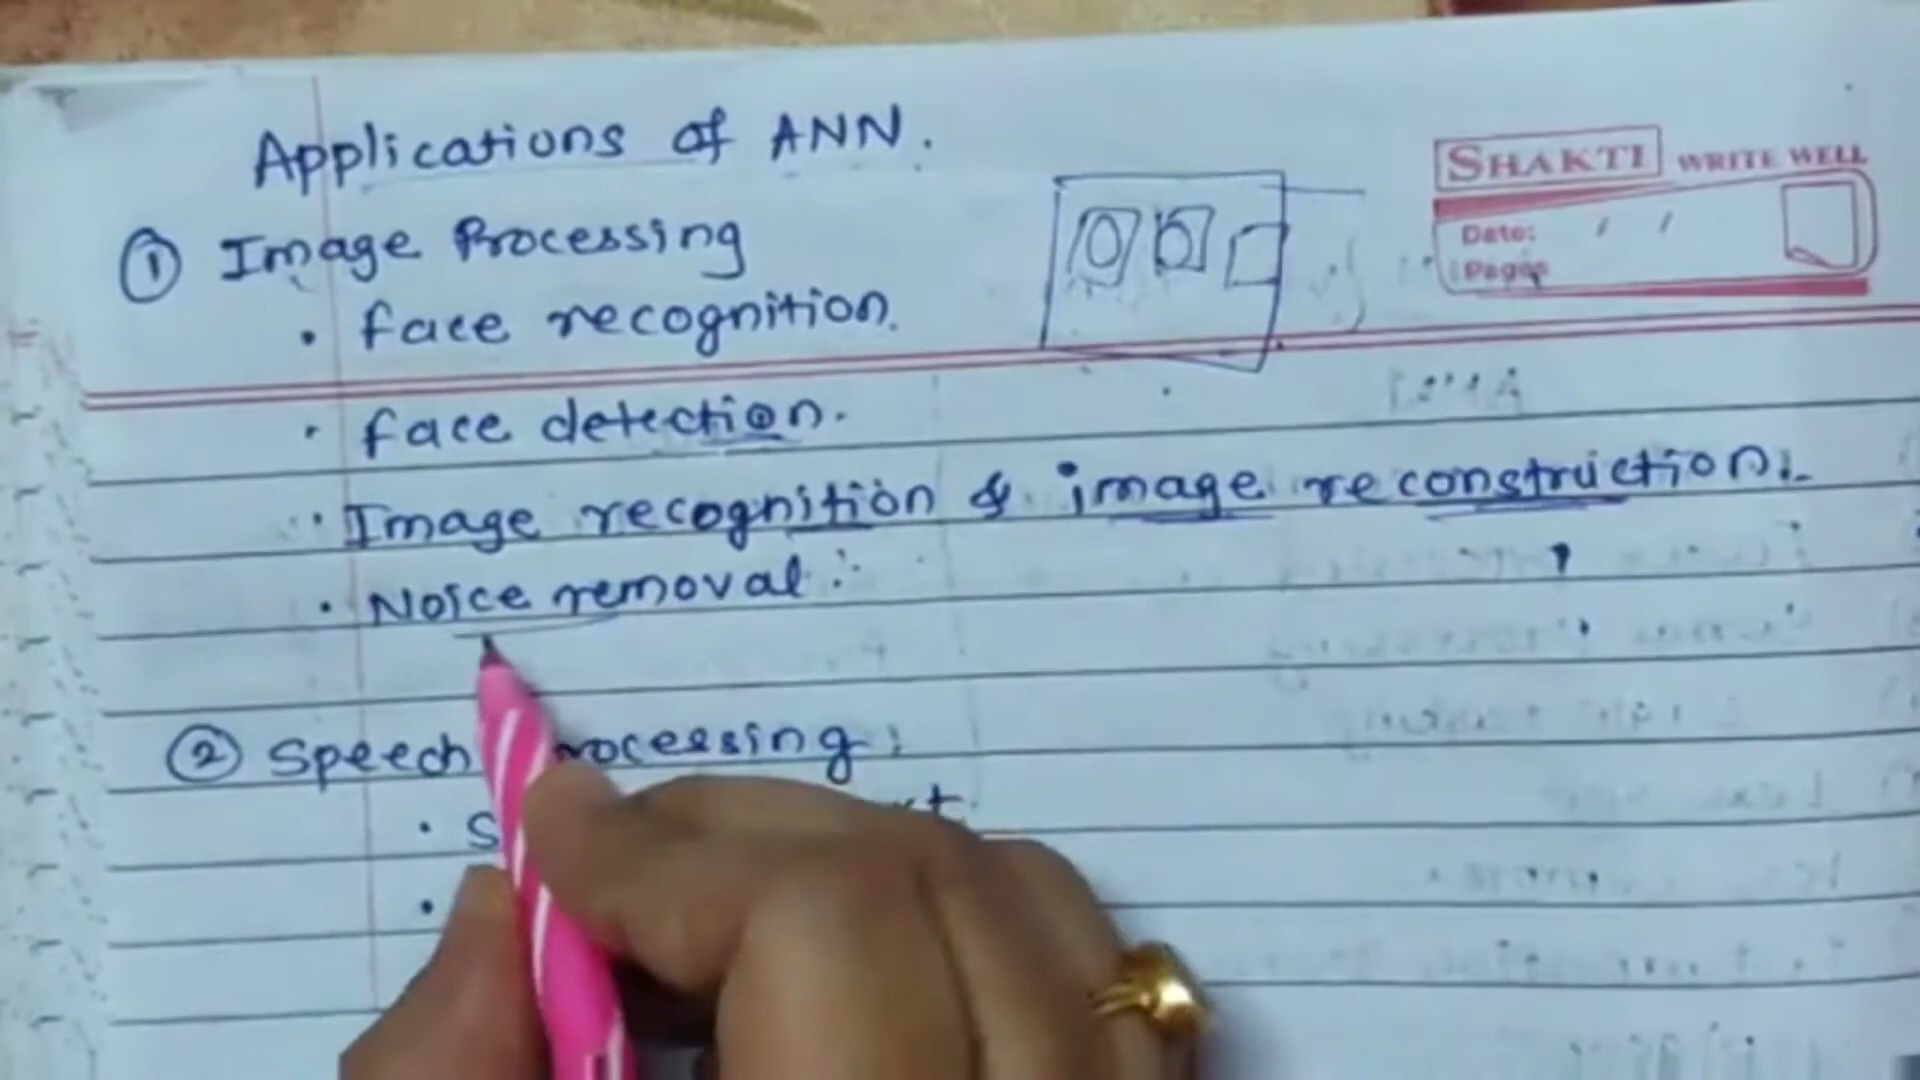 Applications of ANN.
SHAKTI WRITE WELL
Date: / /
Page:
① Image Processing
• face recognition.
• face detection.
• Image recognition & image reconstruction.
• Noice removal :
② Speech rocessing :